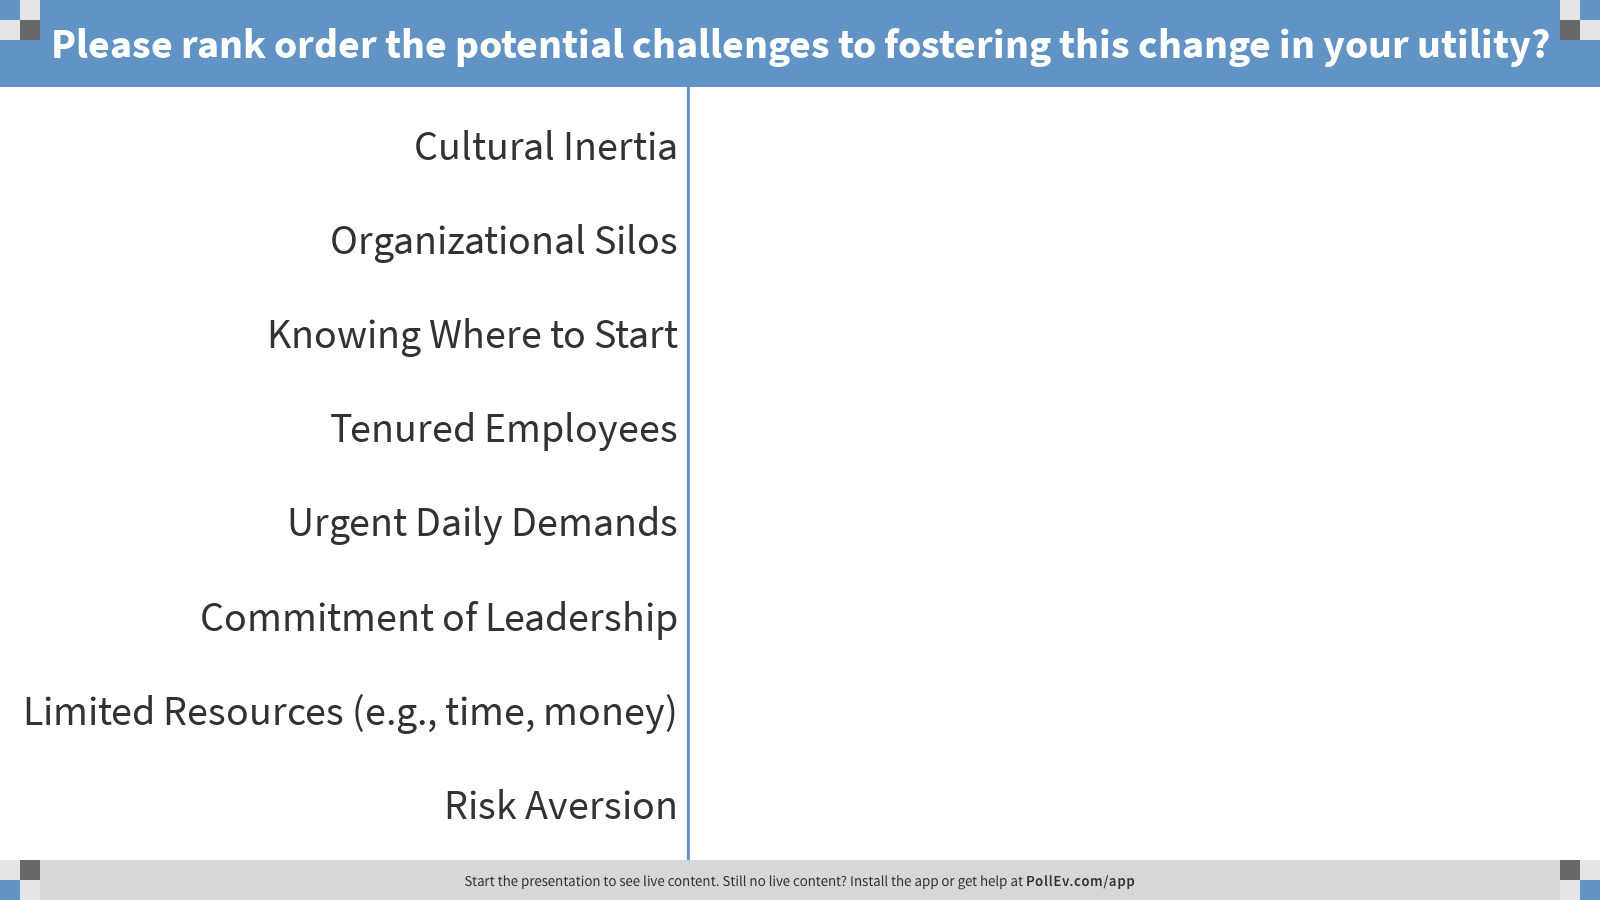 Please rank order the potential challenges to fostering this change in your utility?
Cultural Inertia
Organizational Silos
Knowing Where to Start
Tenured Employees
Urgent Daily Demands
Commitment of Leadership
Limited Resources (e.g., time, money)
Risk Aversion
Start the presentation to see live content. Still no live content? Install the app or get help at PollEv.com/app